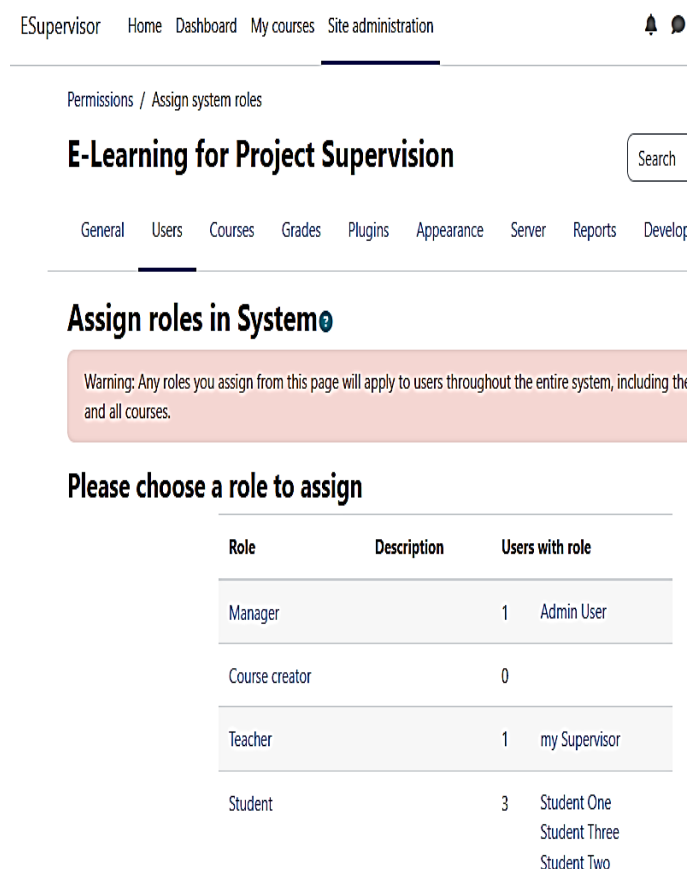 ESupervisor Home Dashboard My courses Site administration
Permissions / Assign system roles
E-Learning for Project Supervision
Search
General Users Courses Grades Plugins Appearance Server Reports Develop
Assign roles in System
Warning: Any roles you assign from this page will apply to users throughout the entire system, including the
and all courses.
Please choose a role to assign
Role Description Users with role
Manager 1 Admin User
Course creator 0
Teacher 1 my Supervisor
Student 3 Student One
Student Three
Student Two